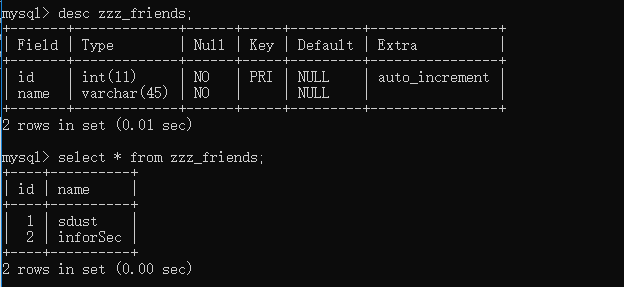 mysql> desc zzz_friends;
+-------+-------------+------+-----+---------+----------------+
| Field | Type        | Null | Key | Default | Extra          |
+-------+-------------+------+-----+---------+----------------+
| id    | int(11)     | NO   | PRI | NULL    | auto_increment |
| name  | varchar(45) | NO   |     | NULL    |                |
+-------+-------------+------+-----+---------+----------------+
2 rows in set (0.01 sec)
mysql> select * from zzz_friends;
+----+----------+
| id | name     |
+----+----------+
|  1 | sdust    |
|  2 | inforSec |
+----+----------+
2 rows in set (0.00 sec)